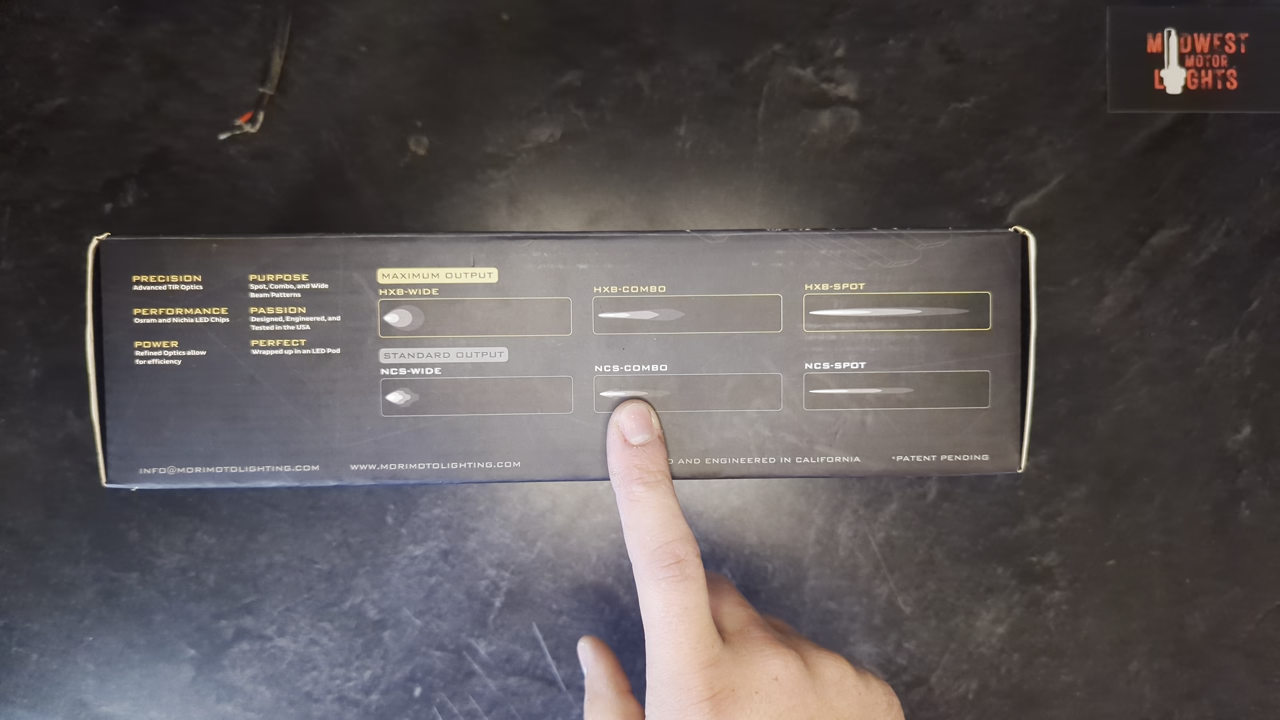 MIDWEST
MOTOR
LIGHTS
PRECISION
Advanced TIR Optics
PERFORMANCE
Osram and Nichia LED Chips
POWER
Refined Optics allow
for efficiency
PURPOSE
Spot, Combo, and Wide
Beam Patterns
PASSION
Designed, Engineered, and
Tested in the USA
PERFECT
Wrapped up in an LED Pod
MAXIMUM OUTPUT
HXB-WIDE
HXB-COMBO
HXB-SPOT
STANDARD OUTPUT
NCS-WIDE
NCS-COMBO
NCS-SPOT
INFO@MORIMOTOLIGHTING.COM
WWW.MORIMOTOLIGHTING.COM
AND ENGINEERED IN CALIFORNIA
*PATENT PENDING